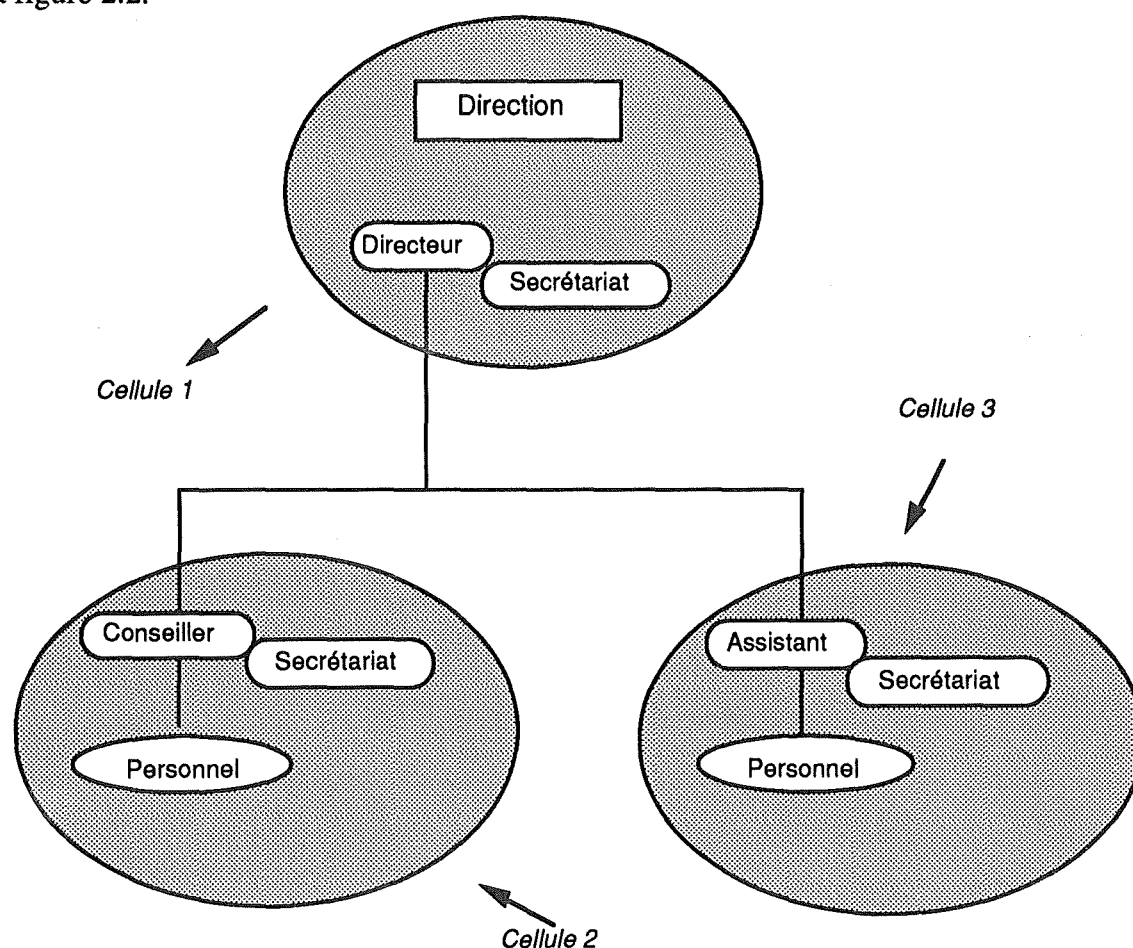 figure 2.2.
Direction
Directeur
Secrétariat
Cellule 1
Cellule 3
Conseiller
Secrétariat
Assistant
Secrétariat
Personnel
Personnel
Cellule 2